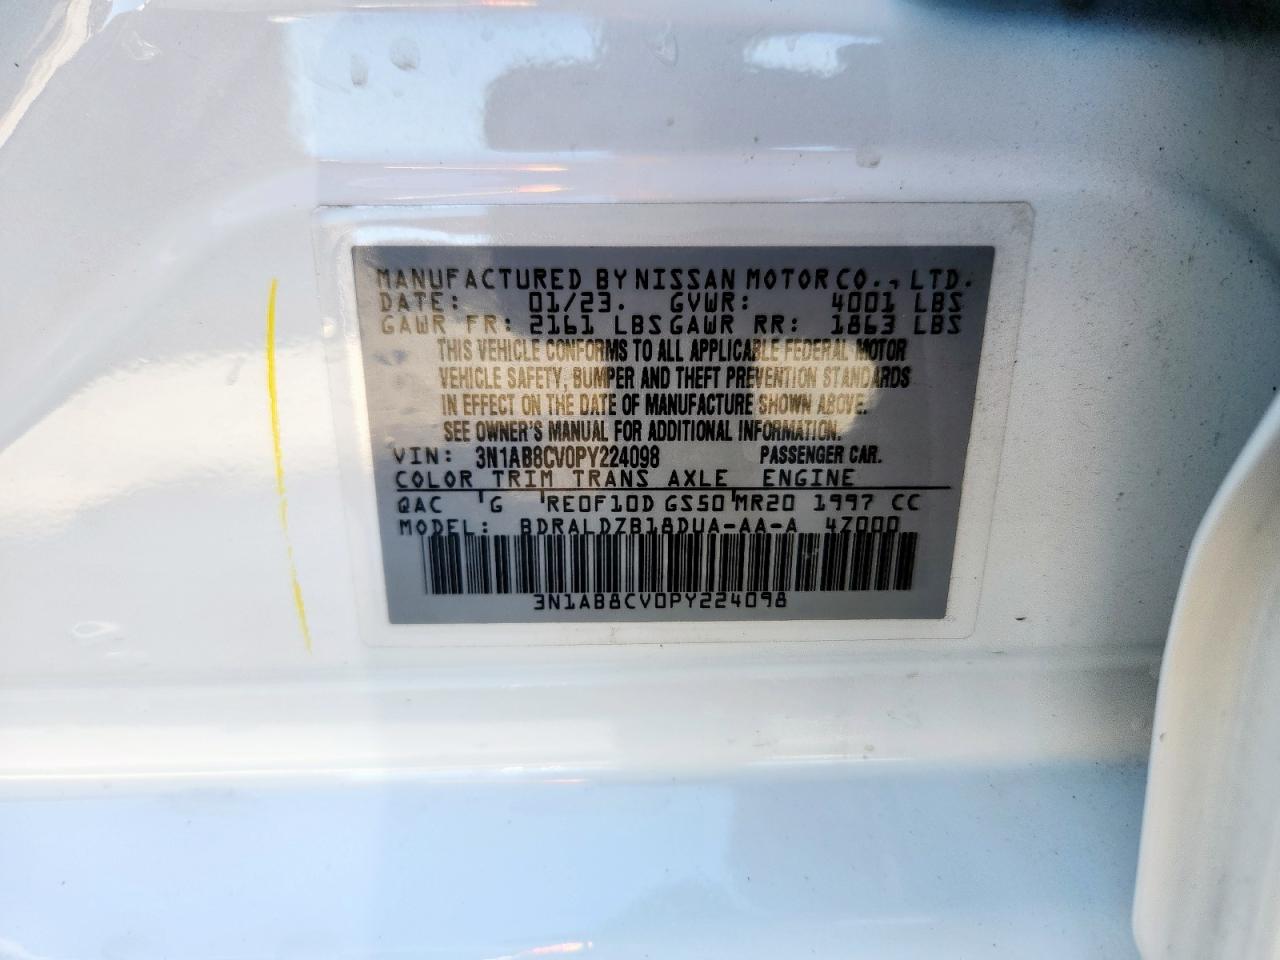 MANUFACTURED BY NISSAN MOTOR CO., LTD.
DATE: 01/23. GVWR: 4001 LBS
GAWR FR: 2161 LBS GAWR RR: 1863 LBS
THIS VEHICLE CONFORMS TO ALL APPLICABLE FEDERAL MOTOR
VEHICLE SAFETY, BUMPER AND THEFT PREVENTION STANDARDS
IN EFFECT ON THE DATE OF MANUFACTURE SHOWN ABOVE.
SEE OWNER'S MANUAL FOR ADDITIONAL INFORMATION.
VIN: 3N1AB8CV0PY224098 PASSENGER CAR.
COLOR TRIM TRANS AXLE ENGINE
QAC G RE0F10D GS50 MR20 1997 CC
MODEL: BDRALDZB18DUA-AA-A 4Z000
3N1AB8CV0PY224098